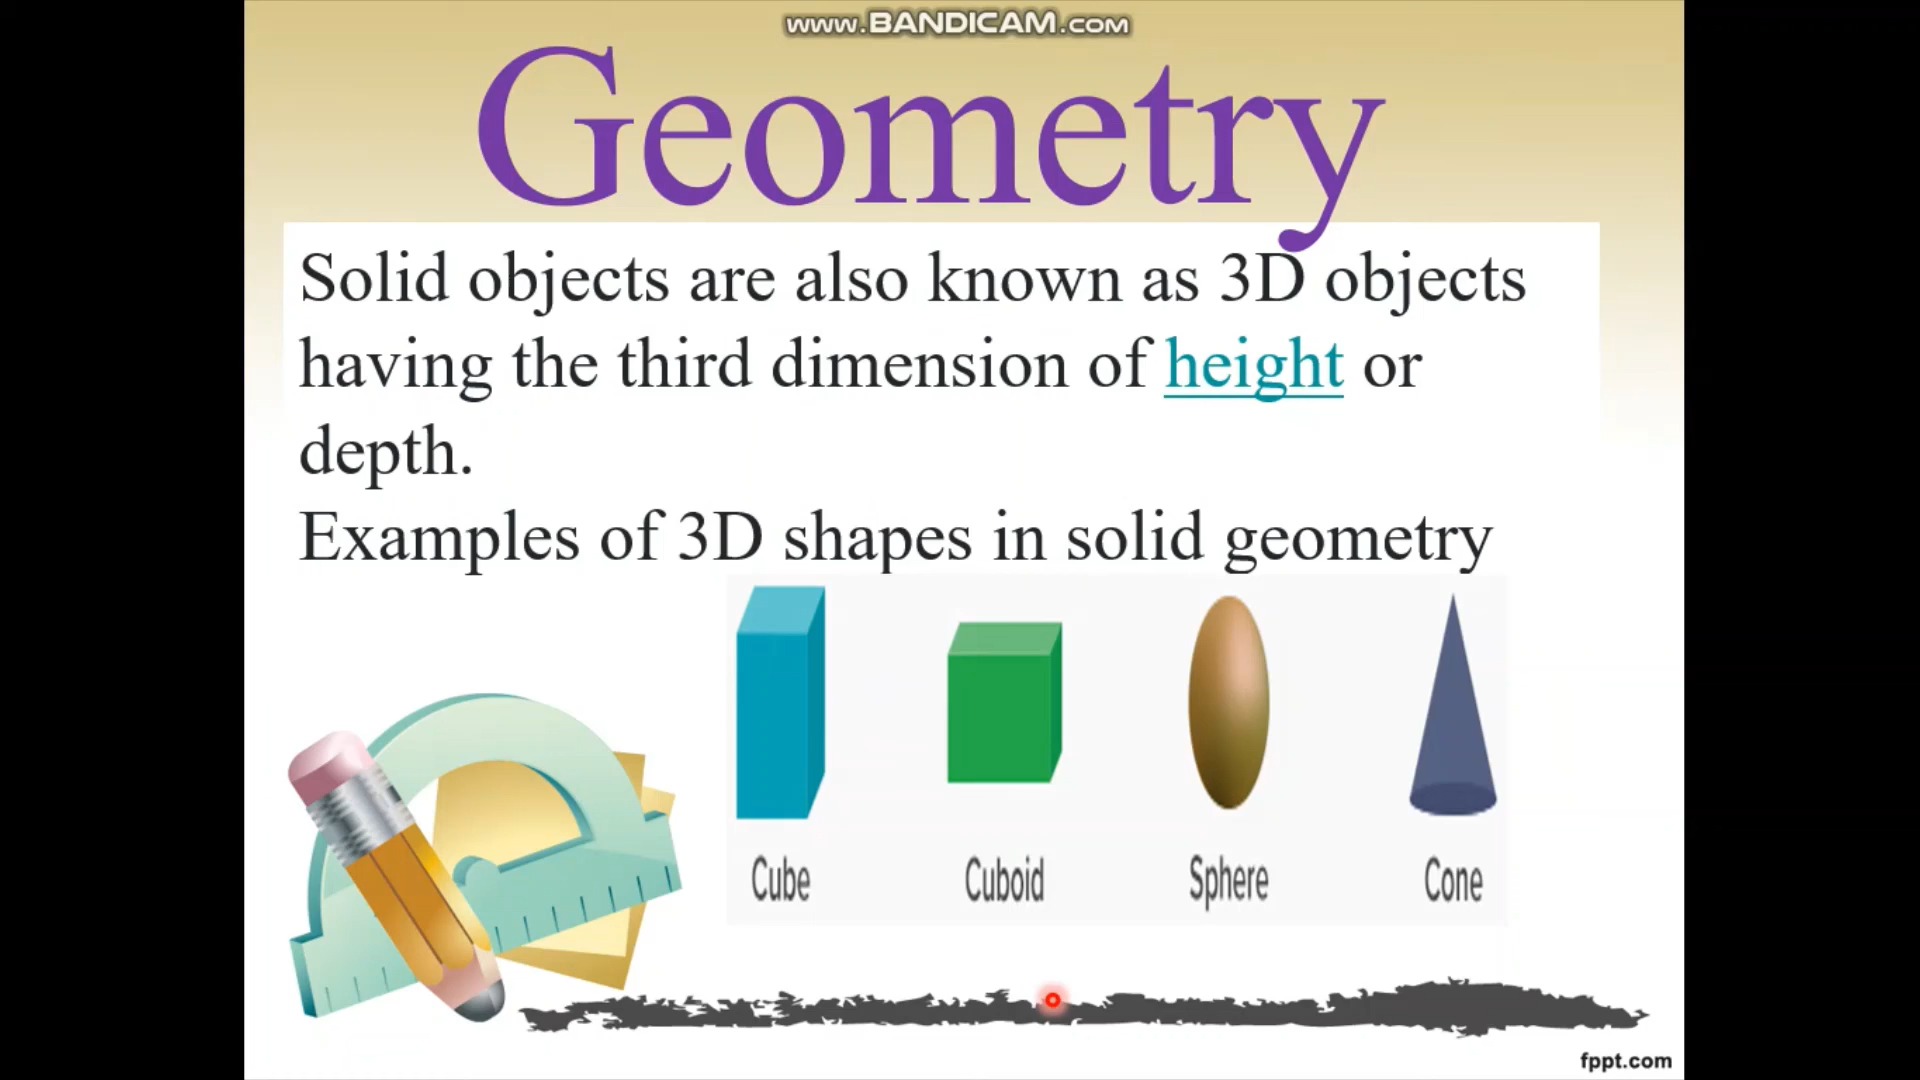 www.BANDICAM.com
Geometry
Solid objects are also known as 3D objects
having the third dimension of height or
depth.
Examples of 3D shapes in solid geometry
Cube Cuboid Sphere Cone
fppt.com